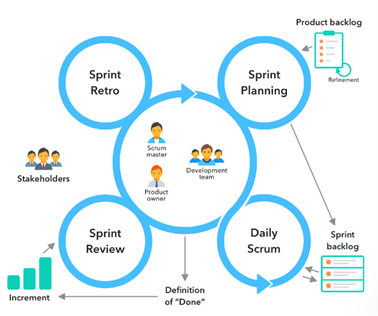 Product backlog
Refinement
Sprint
Retro
Sprint
Planning
Scrum
master
Development
team
Product
owner
Stakeholders
Sprint
Review
Daily
Scrum
Sprint
backlog
Increment
Definition
of "Done"